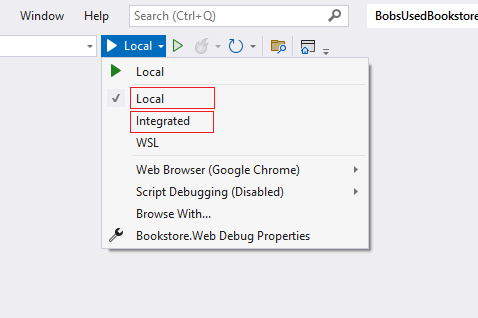 Window Help Search (Ctrl+Q) BobsUsedBookstore
Local
Local
Local
Integrated
WSL
Web Browser (Google Chrome)
Script Debugging (Disabled)
Browse With...
Bookstore.Web Debug Properties